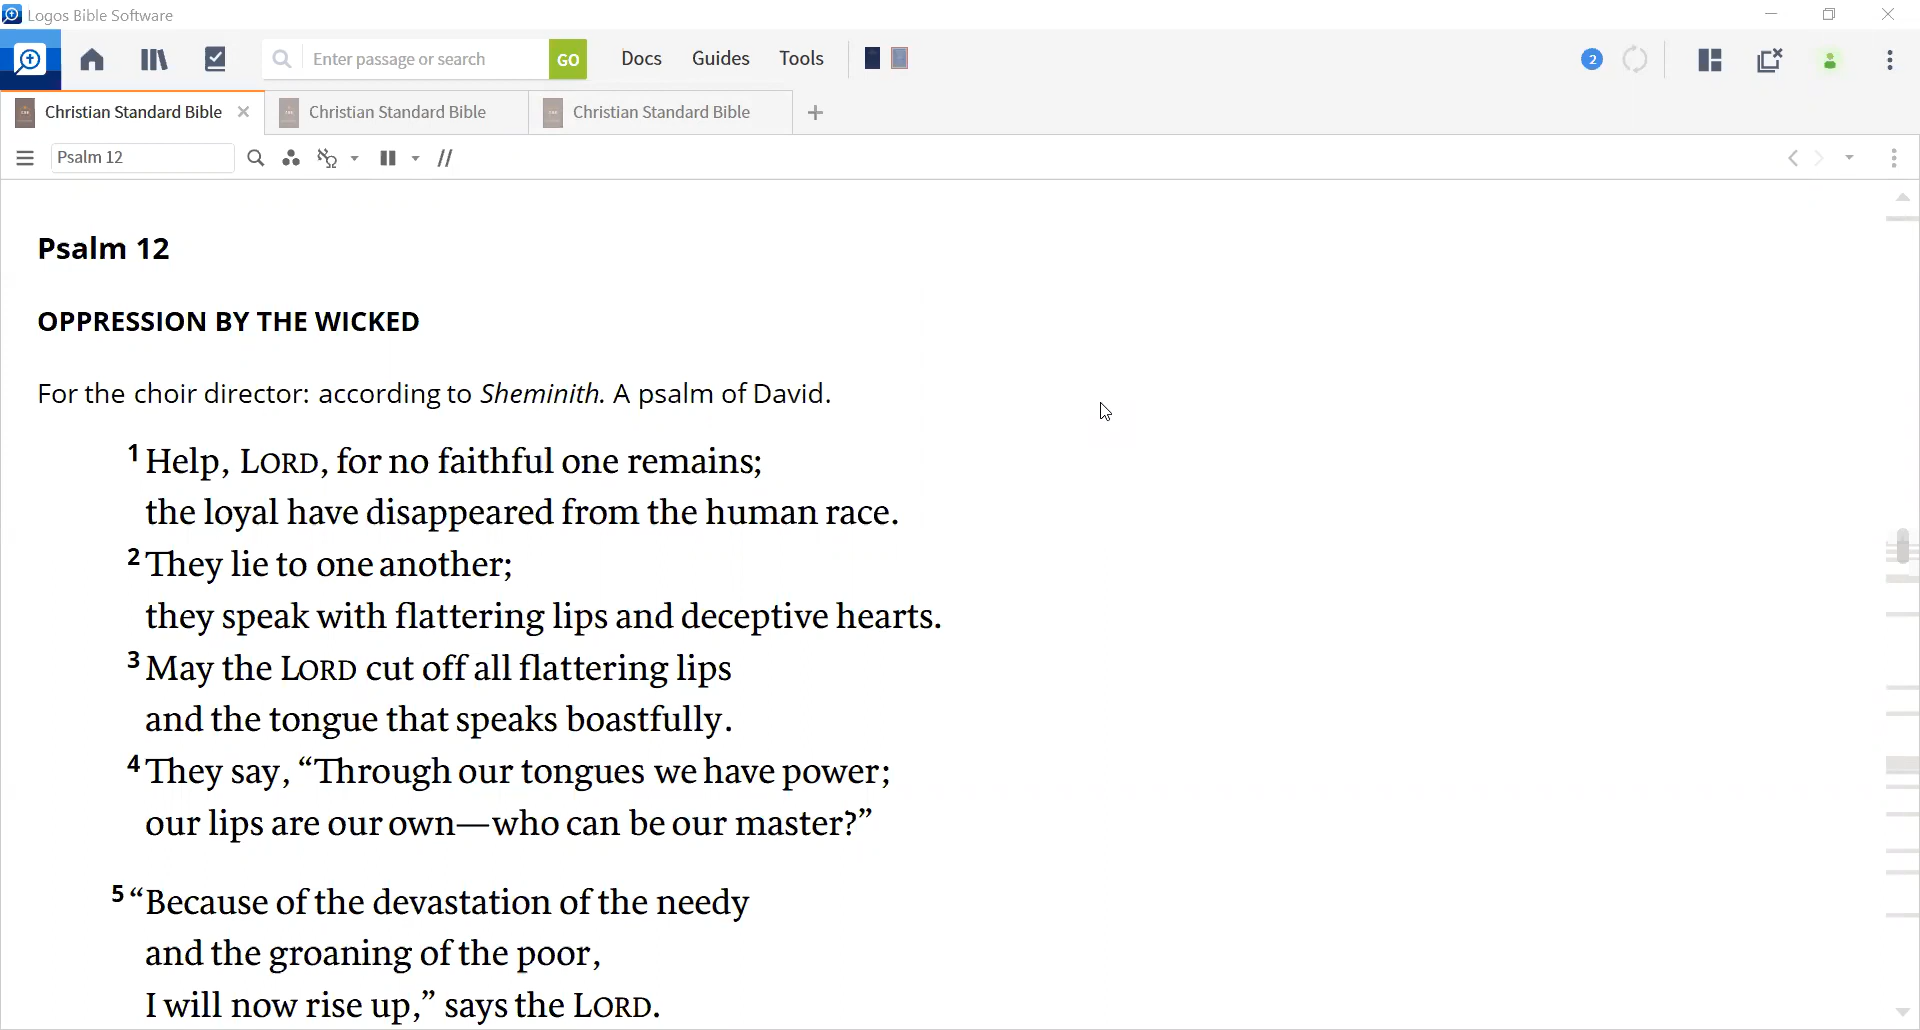 Logos Bible Software
Enter passage or search
GO
Docs
Guides
Tools
2
Christian Standard Bible
Christian Standard Bible
Christian Standard Bible
Psalm 12
Psalm 12
OPPRESSION BY THE WICKED
For the choir director: according to Sheminith. A psalm of David.
1 Help, LORD, for no faithful one remains;
the loyal have disappeared from the human race.
2 They lie to one another;
they speak with flattering lips and deceptive hearts.
3 May the LORD cut off all flattering lips
and the tongue that speaks boastfully.
4 They say, “Through our tongues we have power;
our lips are our own—who can be our master?”
5 “Because of the devastation of the needy
and the groaning of the poor,
I will now rise up,” says the LORD.